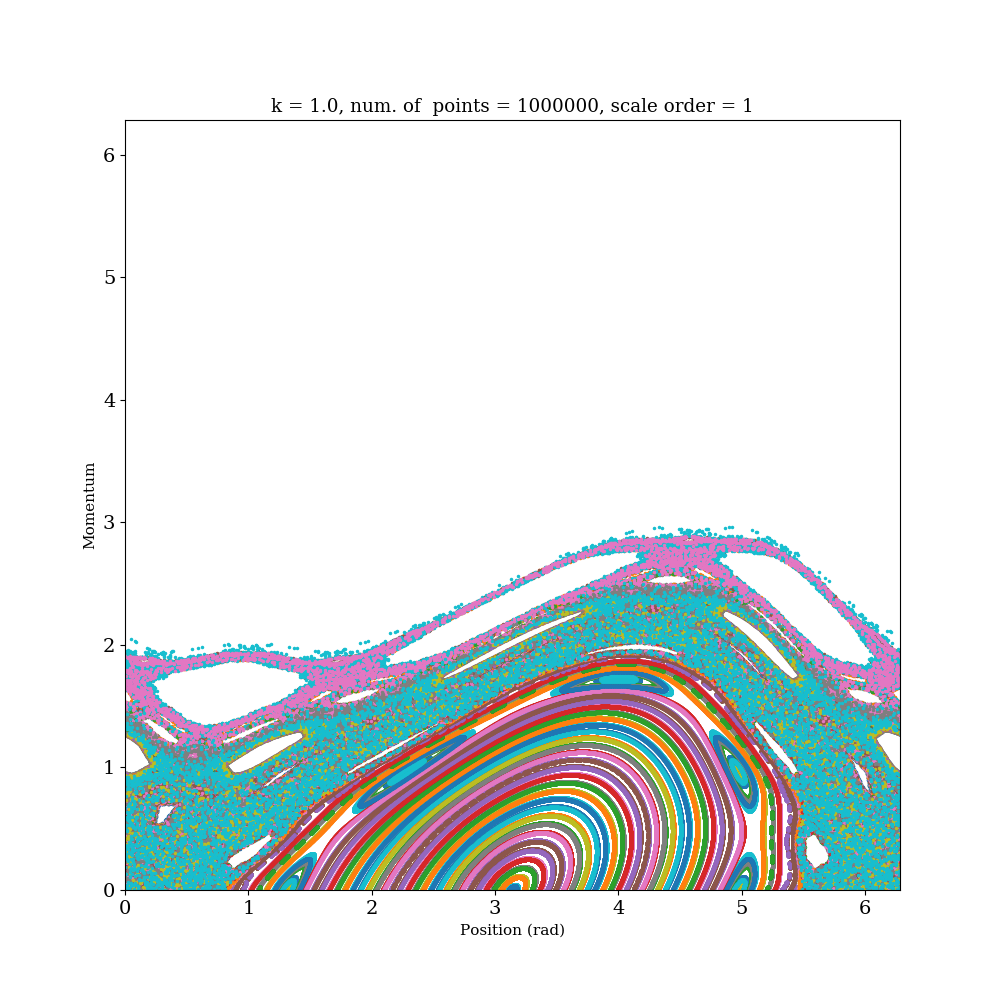 k = 1.0, num. of  points = 1000000, scale order = 1
6
5
4
3
2
1
0
Momentum
0 1 2 3 4 5 6
Position (rad)